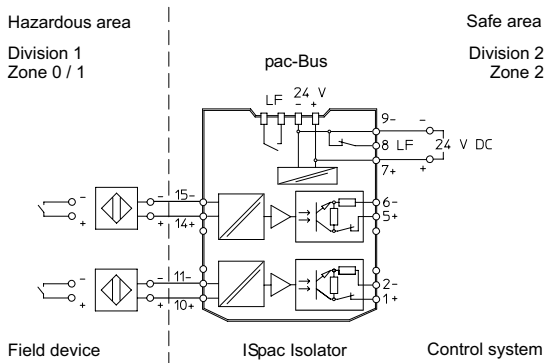 Hazardous area
Safe area
Division 1
Zone 0 / 1
Division 2
Zone 2
pac-Bus
LF 24 V
- +
9-
-
8 LF
24 V DC
7+
+
- - 15-
+ + 14+
6-
5+
- - 11-
+ + 10+
2-
1+
Field device
ISpac Isolator
Control system